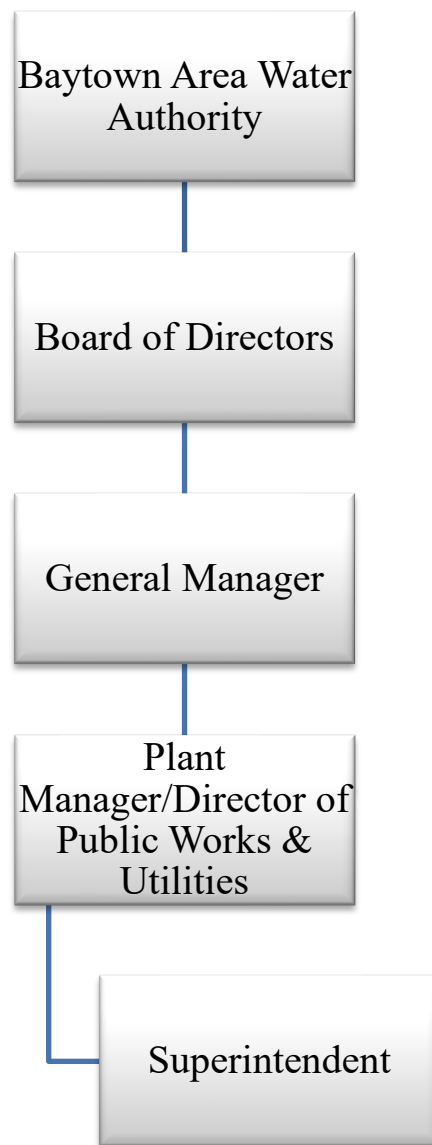 Baytown Area Water
Authority
Board of Directors
General Manager
Plant
Manager/Director of
Public Works &
Utilities
Superintendent